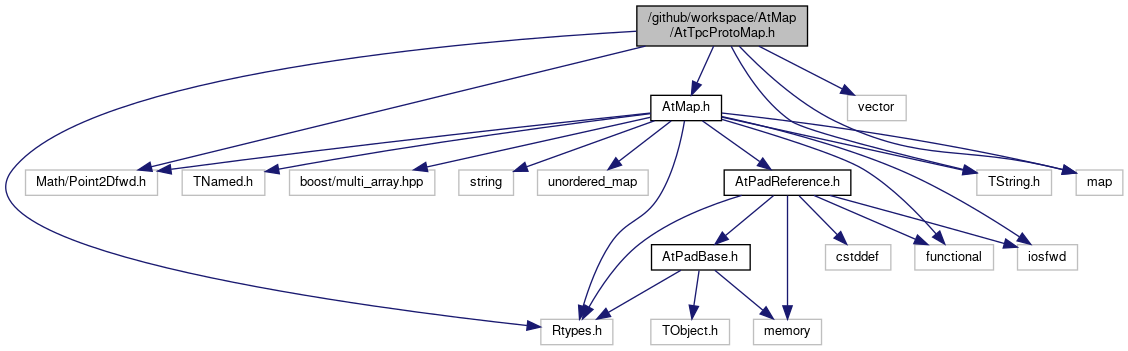 /github/workspace/AtMap
/AtTpcProtoMap.h
AtMap.h
vector
Math/Point2Dfwd.h
TNamed.h
boost/multi_array.hpp
string
unordered_map
AtPadReference.h
TString.h
map
AtPadBase.h
cstddef
functional
iosfwd
Rtypes.h
TObject.h
memory